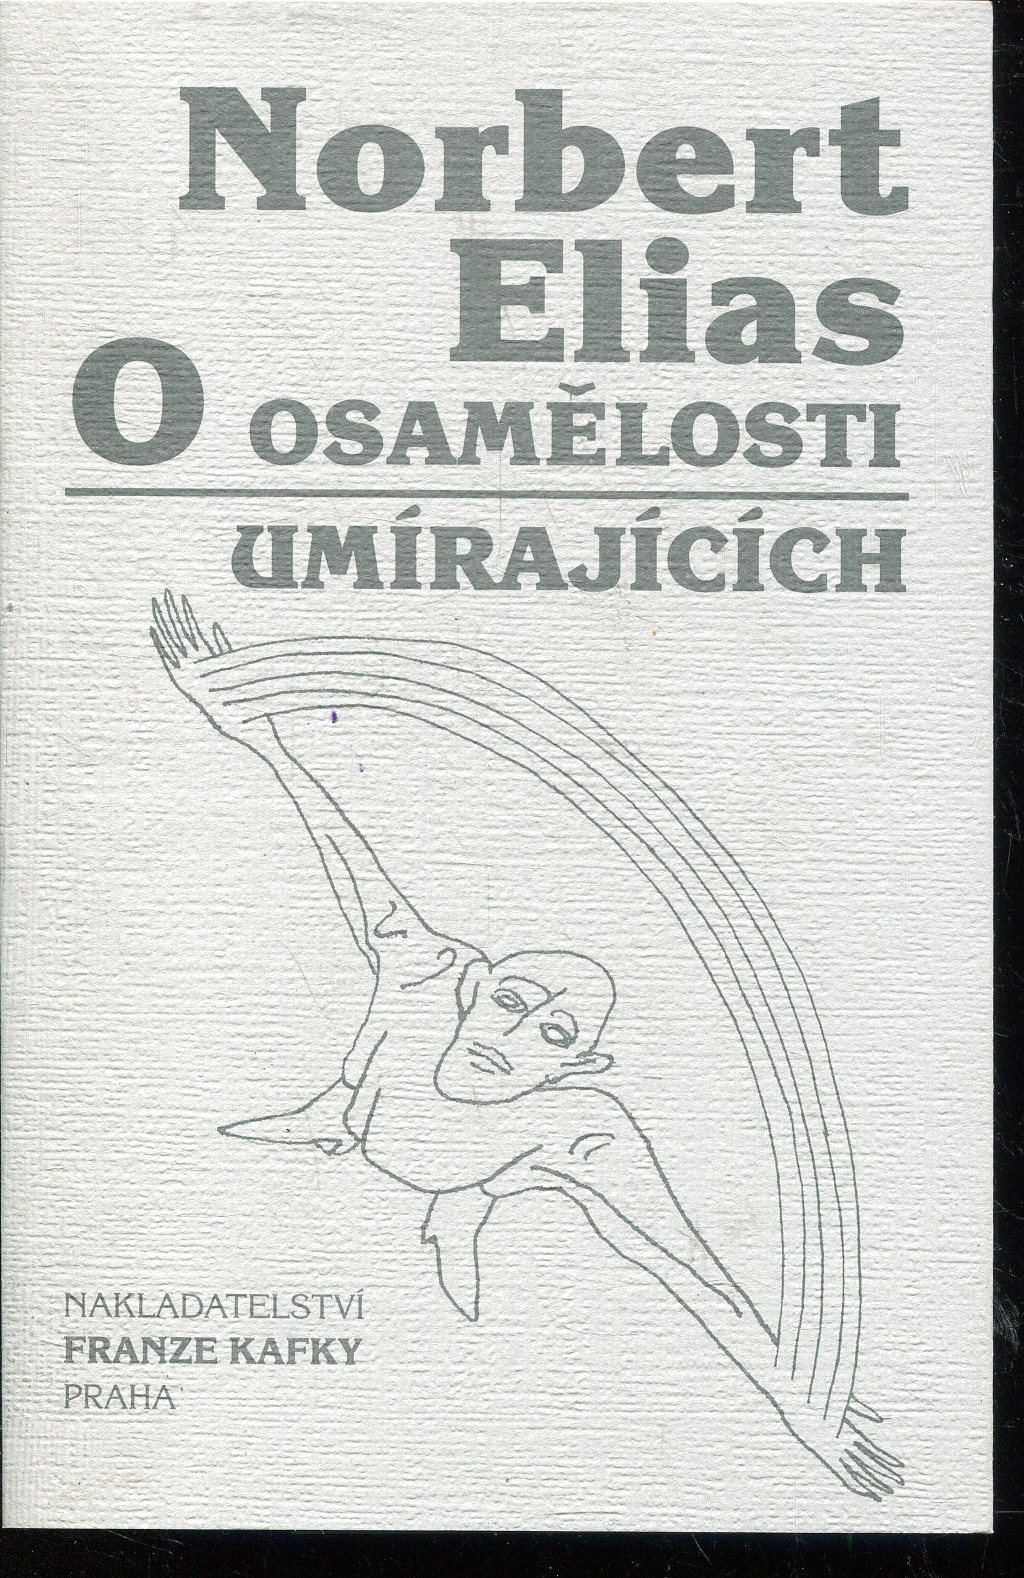 Norbert
Elias
O OSAMĚLOSTI
UMÍRAJÍCÍCH
NAKLADATELSTVÍ
FRANZE KAFKY
PRAHA